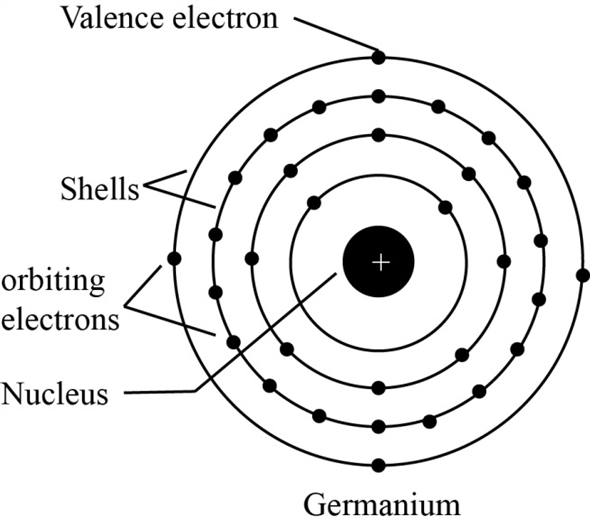 Valence electron
Shells
orbiting
electrons
Nucleus
+
Germanium